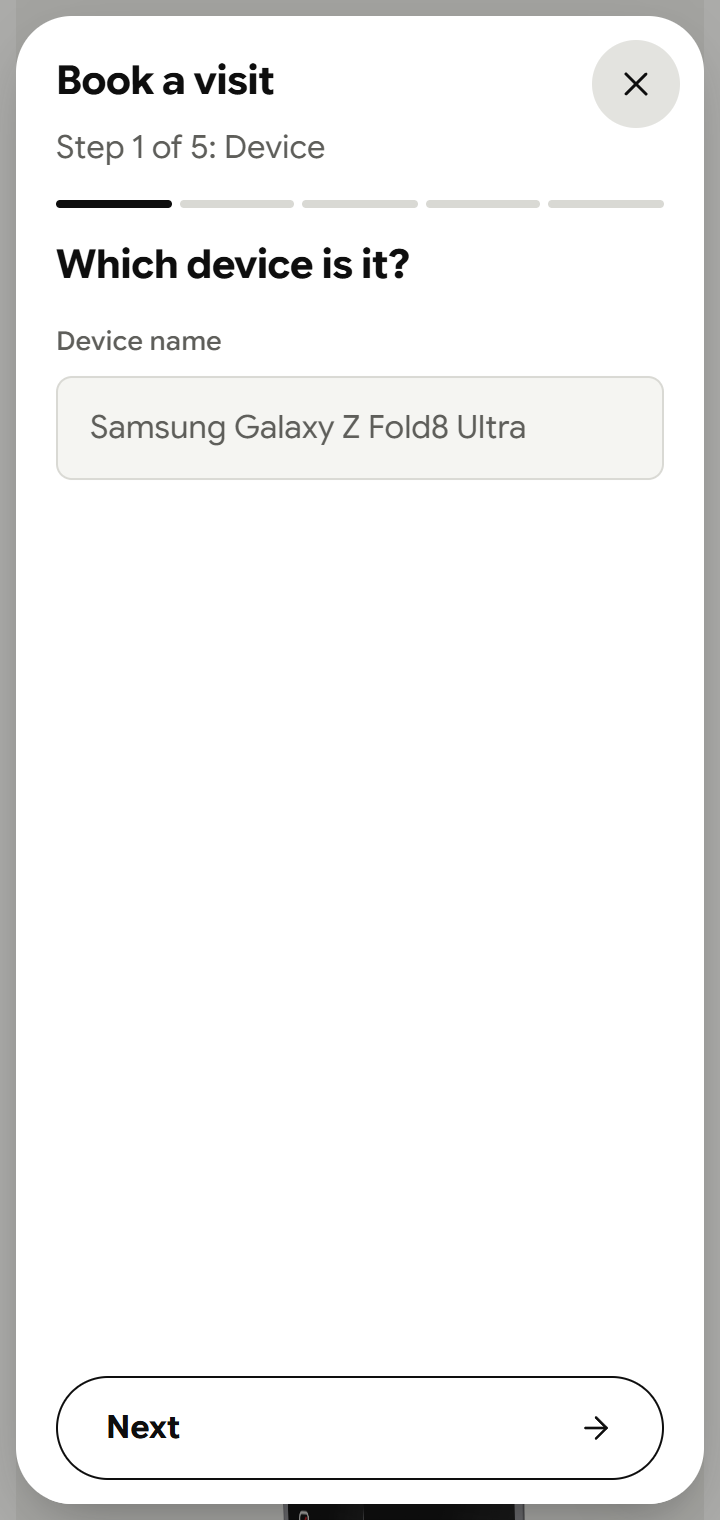 Book a visit
Step 1 of 5: Device
Which device is it?
Device name
Samsung Galaxy Z Fold8 Ultra
Next